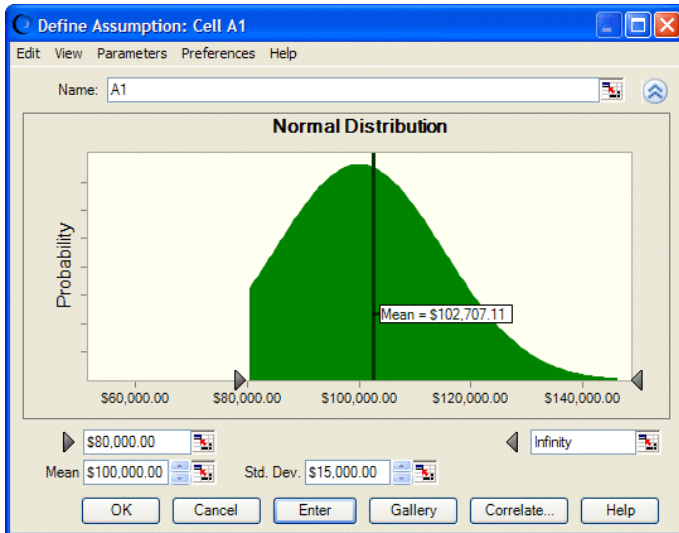 Define Assumption: Cell A1
Edit View Parameters Preferences Help
Name: A1
Normal Distribution
Probability
Mean = $102,707.11
$60,000.00 $80,000.00 $100,000.00 $120,000.00 $140,000.00
$80,000.00 Infinity
Mean $100,000.00 Std. Dev. $15,000.00
OK Cancel Enter Gallery Correlate... Help